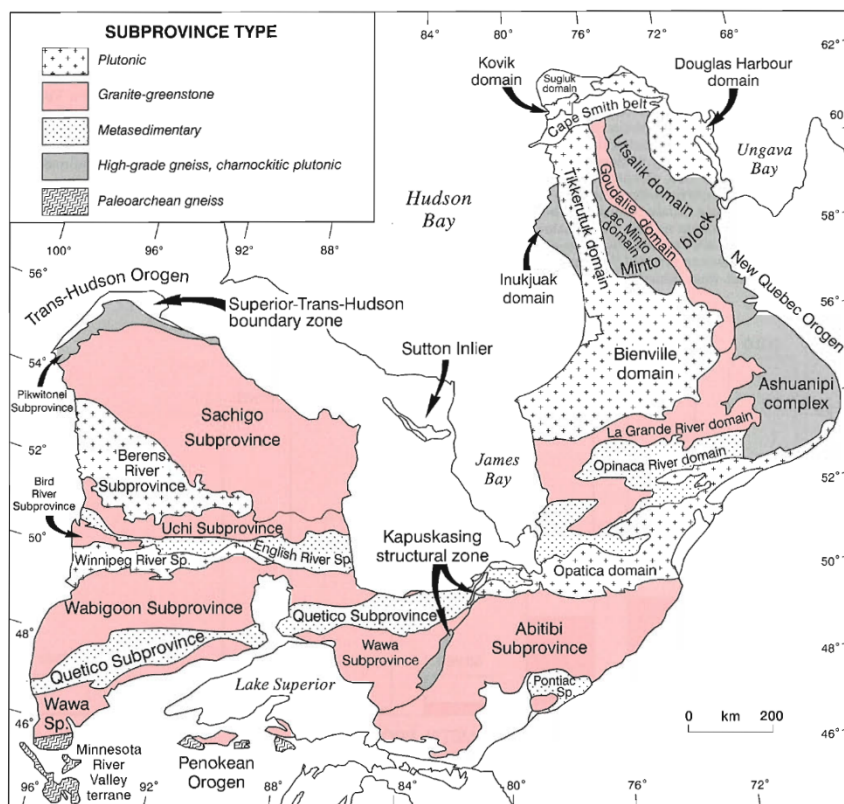 SUBPROVINCE TYPE
Plutonic
Granite-greenstone
Metasedimentary
High-grade gneiss, charnockitic plutonic
Paleoarchean gneiss
84°
80°
76°
72°
68°
62°
60°
58°
56°
54°
52°
50°
48°
46°
100°
96°
92°
88°
56°
54°
52°
50°
48°
46°
Kovik
domain
Sugluk
domain
Cape Smith belt
Douglas Harbour
domain
Ungava
Bay
Hudson
Bay
Tikkerutuk domain
Goudalie domain
Utsalik domain
Lac Minto
domain
Minto
block
Inukjuak
domain
New Quebec Orogen
Trans-Hudson Orogen
Superior-Trans-Hudson
boundary zone
Sutton Inlier
Bienville
domain
Ashuanipi
complex
Pikwitonei
Subprovince
Sachigo
Subprovince
Berens
River
Subprovince
La Grande River domain
Opinaca River domain
James
Bay
Bird
River
Subprovince
Uchi Subprovince
English River Sp.
Winnipeg River Sp.
Kapuskasing
structural zone
Opatica domain
Wabigoon Subprovince
Quetico Subprovince
Quetico Subprovince
Wawa
Subprovince
Abitibi
Subprovince
Pontiac
Sp.
Lake Superior
Wawa
Sp.
0 km 200
Minnesota
River
Valley
terrane
Penokean
Orogen
96°
92°
88°
84°
80°
76°
72°